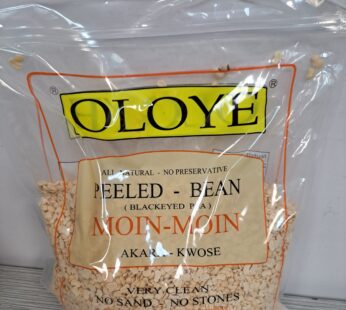 ® OLOYE ®
ALL NATURAL - NO PRESERVATIVE
PEELED - BEAN
( BLACKEYED PEA )
MOIN-MOIN
AKARA - KWOSE
VERY CLEAN
NO SAND - NO STONES